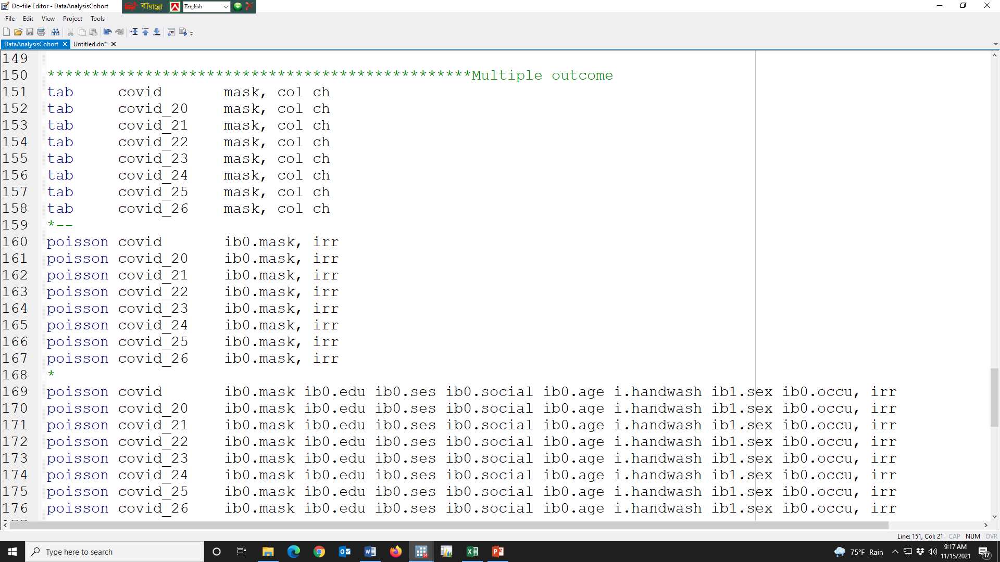 Do-file Editor - DataAnalysisCohort
বায়ান্নো English
File Edit View Project Tools
DataAnalysisCohort Untitled.do*
149
150 ************************************************Multiple outcome
151 tab covid mask, col ch
152 tab covid_20 mask, col ch
153 tab covid_21 mask, col ch
154 tab covid_22 mask, col ch
155 tab covid_23 mask, col ch
156 tab covid_24 mask, col ch
157 tab covid_25 mask, col ch
158 tab covid_26 mask, col ch
159 *--
160 poisson covid ib0.mask, irr
161 poisson covid_20 ib0.mask, irr
162 poisson covid_21 ib0.mask, irr
163 poisson covid_22 ib0.mask, irr
164 poisson covid_23 ib0.mask, irr
165 poisson covid_24 ib0.mask, irr
166 poisson covid_25 ib0.mask, irr
167 poisson covid_26 ib0.mask, irr
168 *
169 poisson covid ib0.mask ib0.edu ib0.ses ib0.social ib0.age i.handwash ib1.sex ib0.occu, irr
170 poisson covid_20 ib0.mask ib0.edu ib0.ses ib0.social ib0.age i.handwash ib1.sex ib0.occu, irr
171 poisson covid_21 ib0.mask ib0.edu ib0.ses ib0.social ib0.age i.handwash ib1.sex ib0.occu, irr
172 poisson covid_22 ib0.mask ib0.edu ib0.ses ib0.social ib0.age i.handwash ib1.sex ib0.occu, irr
173 poisson covid_23 ib0.mask ib0.edu ib0.ses ib0.social ib0.age i.handwash ib1.sex ib0.occu, irr
174 poisson covid_24 ib0.mask ib0.edu ib0.ses ib0.social ib0.age i.handwash ib1.sex ib0.occu, irr
175 poisson covid_25 ib0.mask ib0.edu ib0.ses ib0.social ib0.age i.handwash ib1.sex ib0.occu, irr
176 poisson covid_26 ib0.mask ib0.edu ib0.ses ib0.social ib0.age i.handwash ib1.sex ib0.occu, irr
Line: 151, Col: 21 CAP NUM OVR
Type here to search
75°F Rain
9:17 AM
11/15/2021
17
14